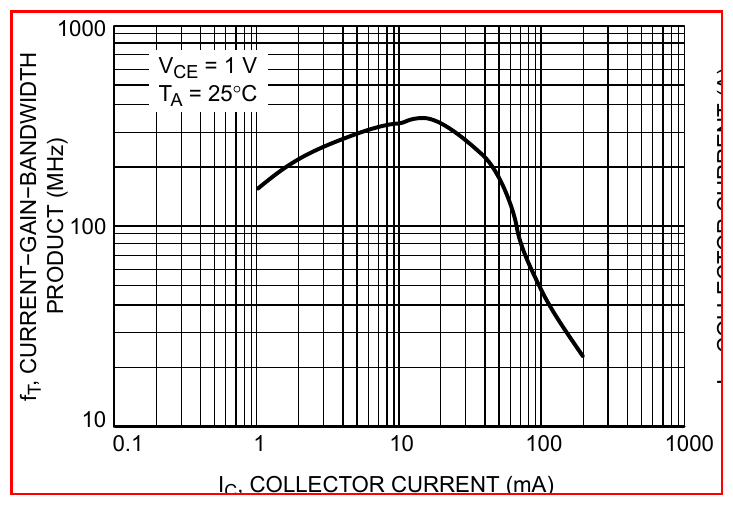 1000
V_CE = 1 V
T_A = 25°C
100
10
f_T, CURRENT−GAIN−BANDWIDTH
PRODUCT (MHz)
0.1 1 10 100 1000
I_C, COLLECTOR CURRENT (mA)